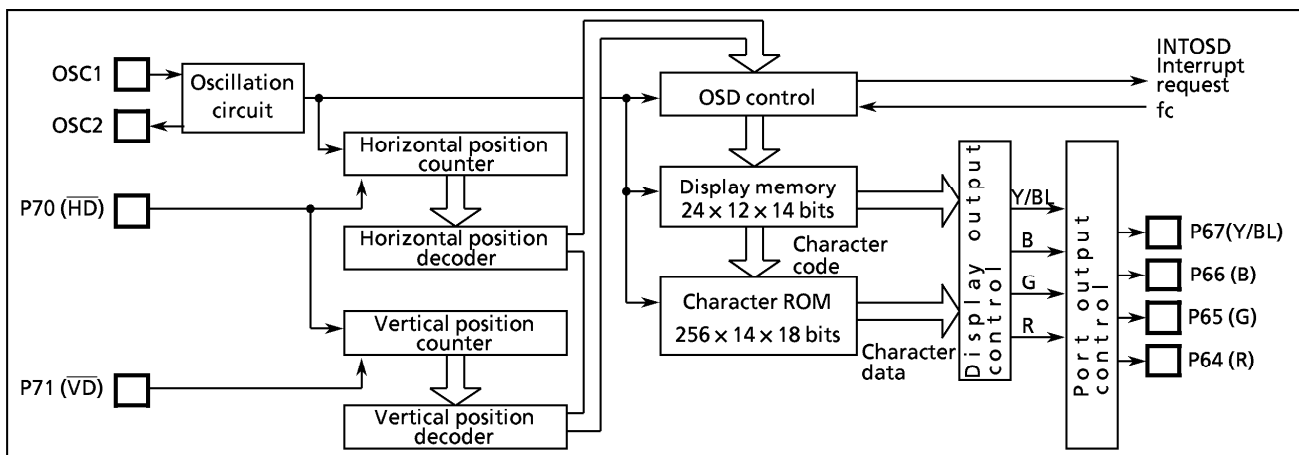 OSC1
OSC2
Oscillation
circuit
P70 (H̅D̅)
P71 (V̅D̅)
Horizontal position
counter
Horizontal position
decoder
Vertical position
counter
Vertical position
decoder
OSD control
INTOSD
Interrupt
request
fc
Display memory
24 × 12 × 14 bits
Character
code
Character ROM
256 × 14 × 18 bits
Character
data
Display output
control
Y/BL
B
G
R
Port output
control
P67(Y/BL)
P66 (B)
P65 (G)
P64 (R)